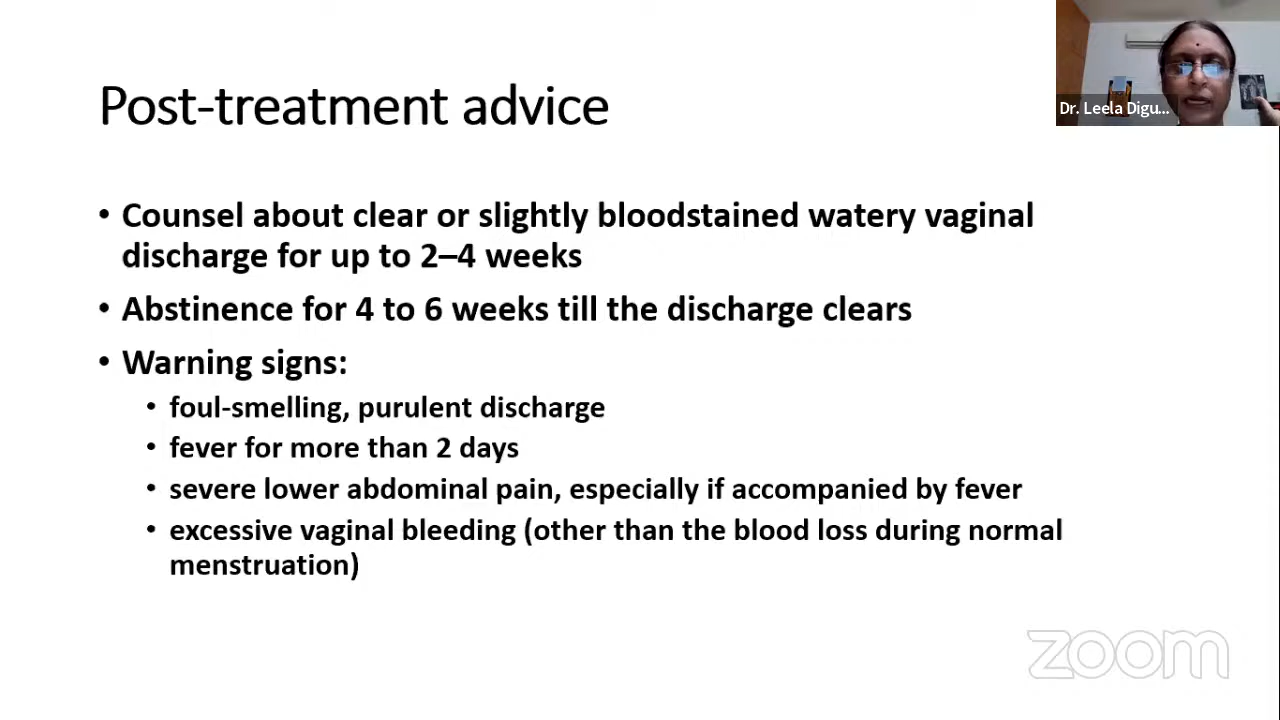 Post-treatment advice
Dr. Leela Digu...
• Counsel about clear or slightly bloodstained watery vaginal
discharge for up to 2–4 weeks
• Abstinence for 4 to 6 weeks till the discharge clears
• Warning signs:
• foul-smelling, purulent discharge
• fever for more than 2 days
• severe lower abdominal pain, especially if accompanied by fever
• excessive vaginal bleeding (other than the blood loss during normal
menstruation)
zoom